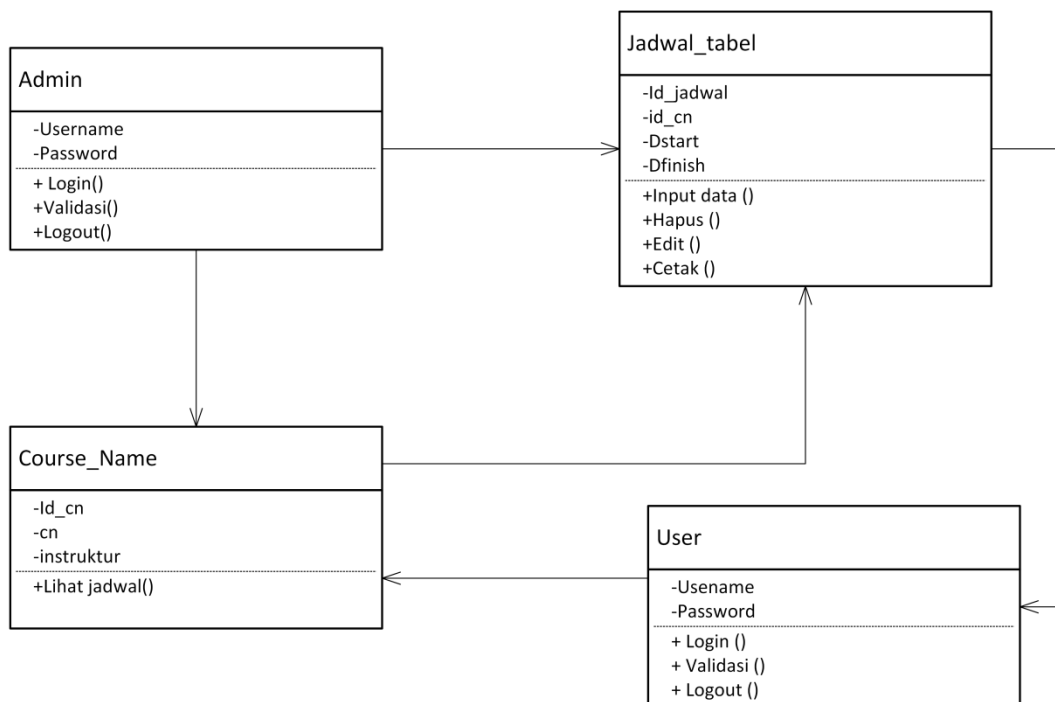 Admin
-Username
-Password
+ Login()
+Validasi()
+Logout()
Jadwal_tabel
-Id_jadwal
-id_cn
-Dstart
-Dfinish
+Input data ()
+Hapus ()
+Edit ()
+Cetak ()
Course_Name
-Id_cn
-cn
-instruktur
+Lihat jadwal()
User
-Usename
-Password
+ Login ()
+ Validasi ()
+ Logout ()